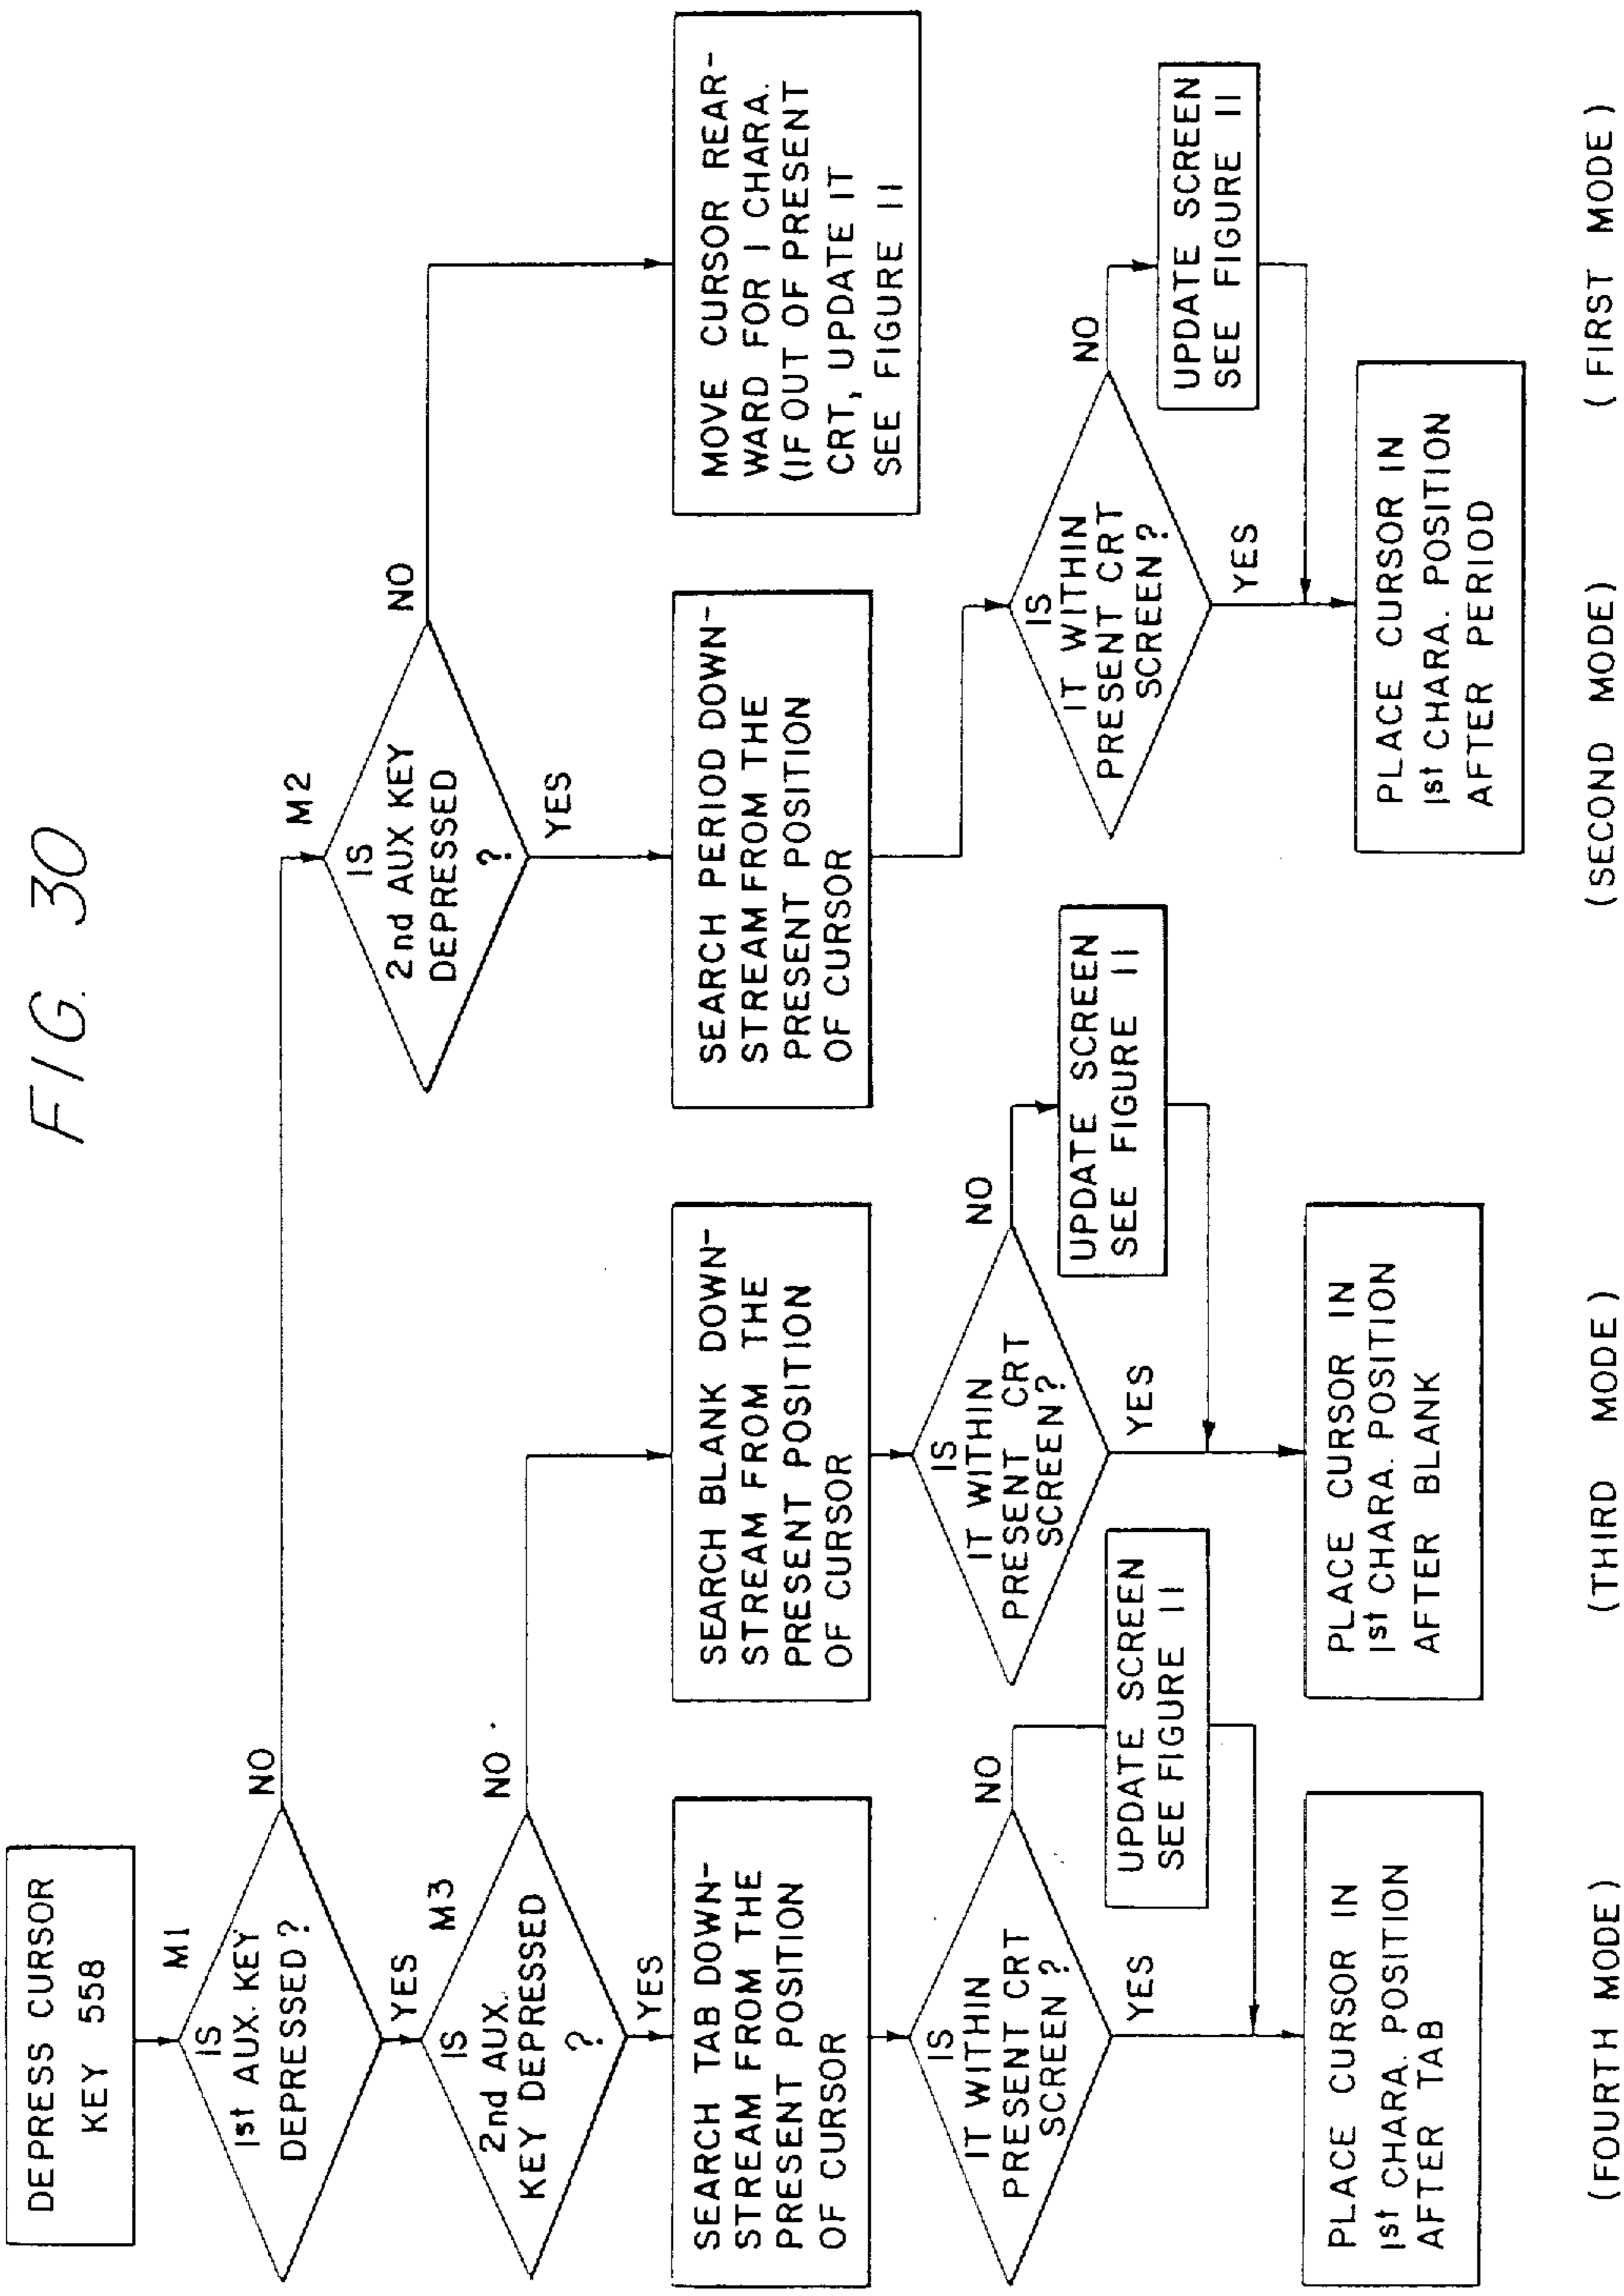 FIG. 30
DEPRESS CURSOR
KEY 558
M1
IS
1st AUX. KEY
DEPRESSED?
NO
YES
M2
IS
2nd AUX KEY
DEPRESSED
?
NO
YES
M3
IS
2nd AUX.
KEY DEPRESSED
?
NO
YES
SEARCH TAB DOWN-
STREAM FROM THE
PRESENT POSITION
OF CURSOR
SEARCH BLANK DOWN-
STREAM FROM THE
PRESENT POSITION
OF CURSOR
SEARCH PERIOD DOWN-
STREAM FROM THE
PRESENT POSITION
OF CURSOR
MOVE CURSOR REAR-
WARD FOR 1 CHARA.
(IF OUT OF PRESENT
CRT, UPDATE IT
SEE FIGURE 11
IS
IT WITHIN
PRESENT CRT
SCREEN?
NO
YES
UPDATE SCREEN
SEE FIGURE 11
IS
IT WITHIN
PRESENT CRT
SCREEN?
NO
YES
UPDATE SCREEN
SEE FIGURE 11
IS
IT WITHIN
PRESENT CRT
SCREEN?
NO
YES
UPDATE SCREEN
SEE FIGURE 11
PLACE CURSOR IN
1st CHARA. POSITION
AFTER TAB
PLACE CURSOR IN
1st CHARA. POSITION
AFTER BLANK
PLACE CURSOR IN
1st CHARA. POSITION
AFTER PERIOD
(FOURTH MODE)
(THIRD MODE)
(SECOND MODE)
(FIRST MODE)